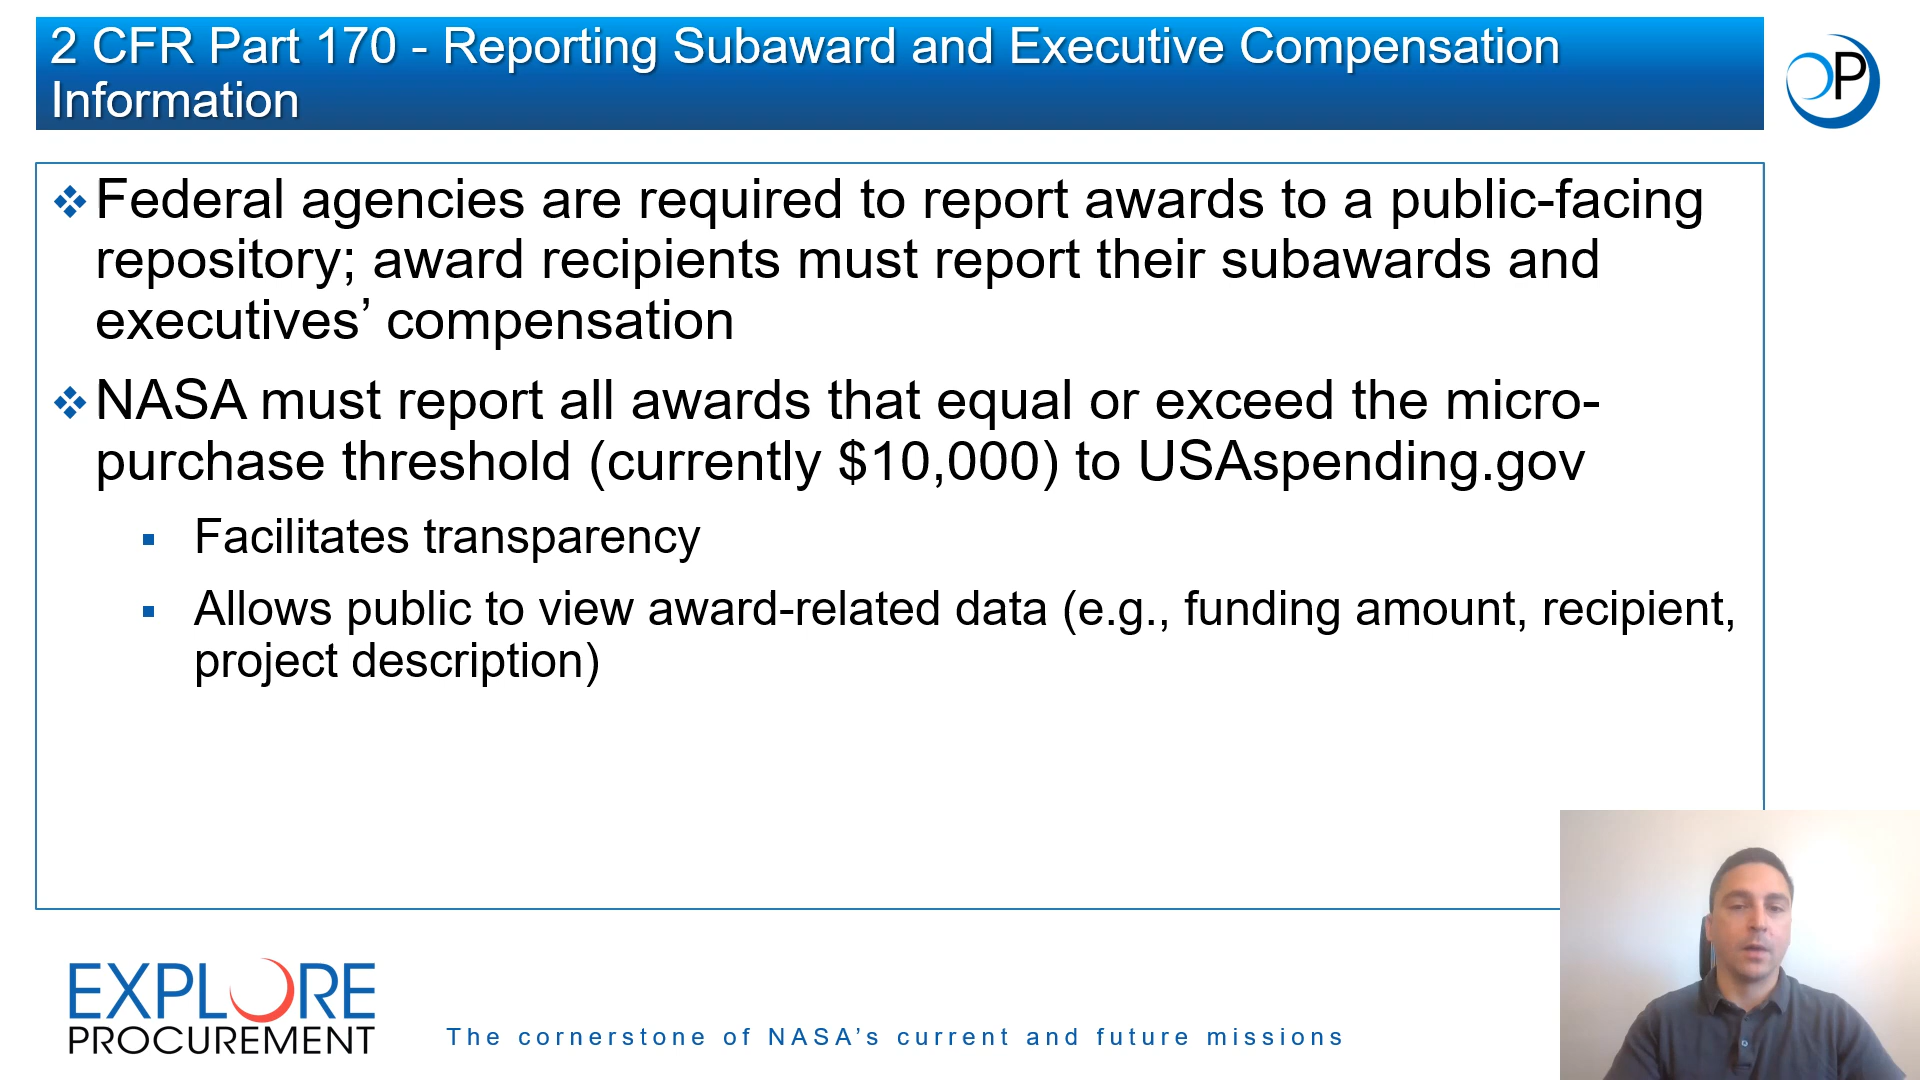 2 CFR Part 170 - Reporting Subaward and Executive Compensation
Information
P
Federal agencies are required to report awards to a public-facing
repository; award recipients must report their subawards and
executives’ compensation
NASA must report all awards that equal or exceed the micro-
purchase threshold (currently $10,000) to USAspending.gov
Facilitates transparency
Allows public to view award-related data (e.g., funding amount, recipient,
project description)
EXPLORE
PROCUREMENT
The cornerstone of NASA’s current and future missions